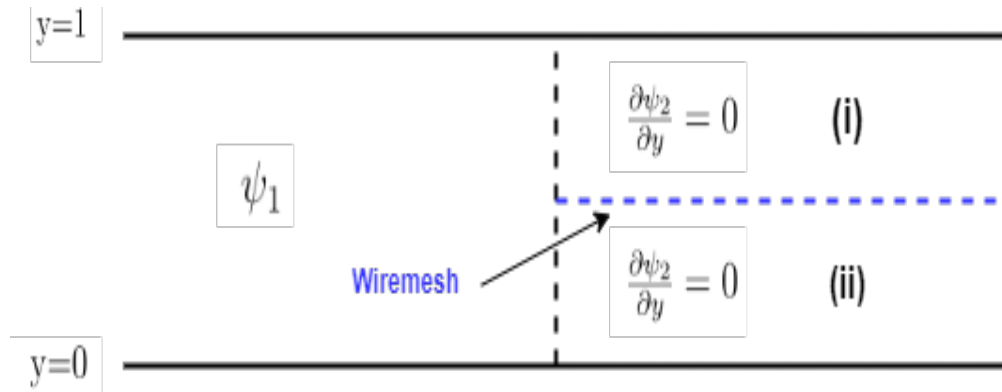 y=1
∂ψ₂/∂y = 0 (i)
ψ₁
Wiremesh
∂ψ₂/∂y = 0 (ii)
y=0